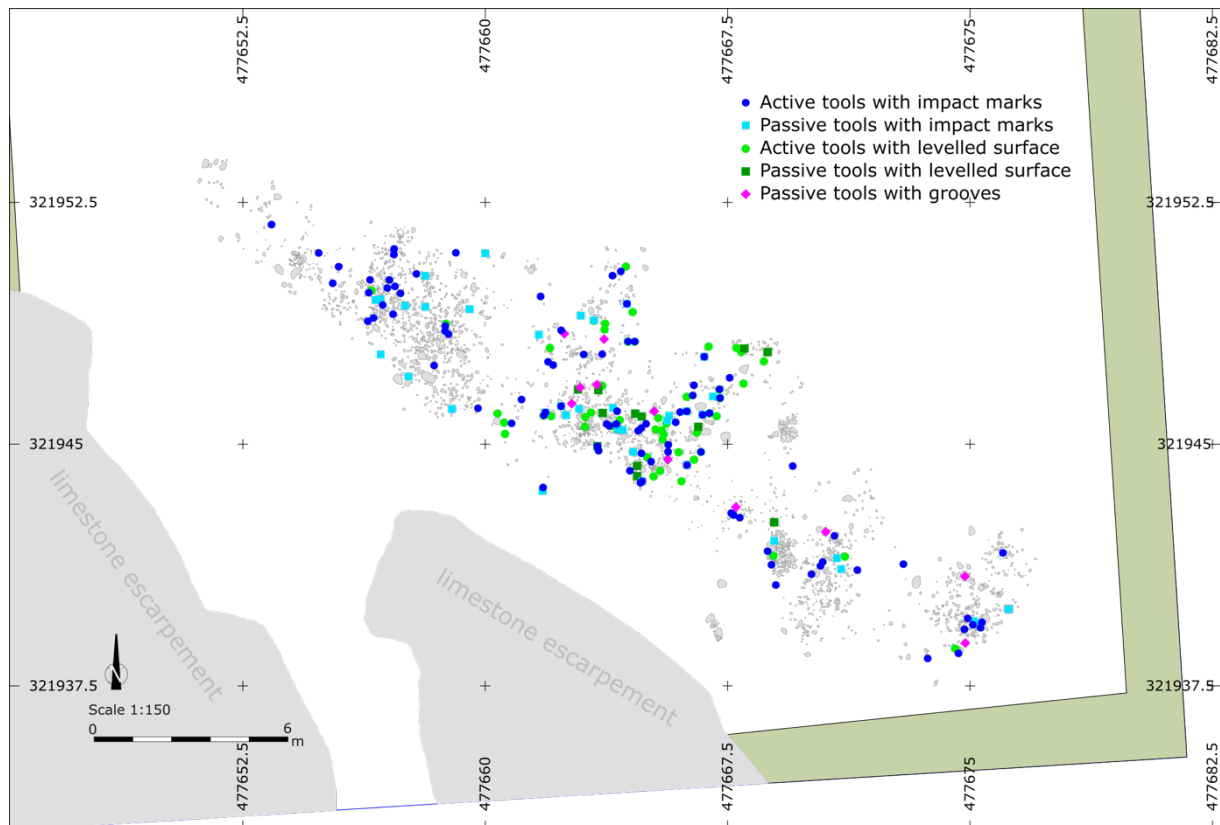 477652.5
477660
477667.5
477675
477682.5
Active tools with impact marks
Passive tools with impact marks
Active tools with levelled surface
Passive tools with levelled surface
Passive tools with grooves
321952.5
321952.5
321945
321945
limestone escarpement
limestone escarpement
N
321937.5
321937.5
Scale 1:150
0
6
m
477652.5
477660
477667.5
477675
477682.5